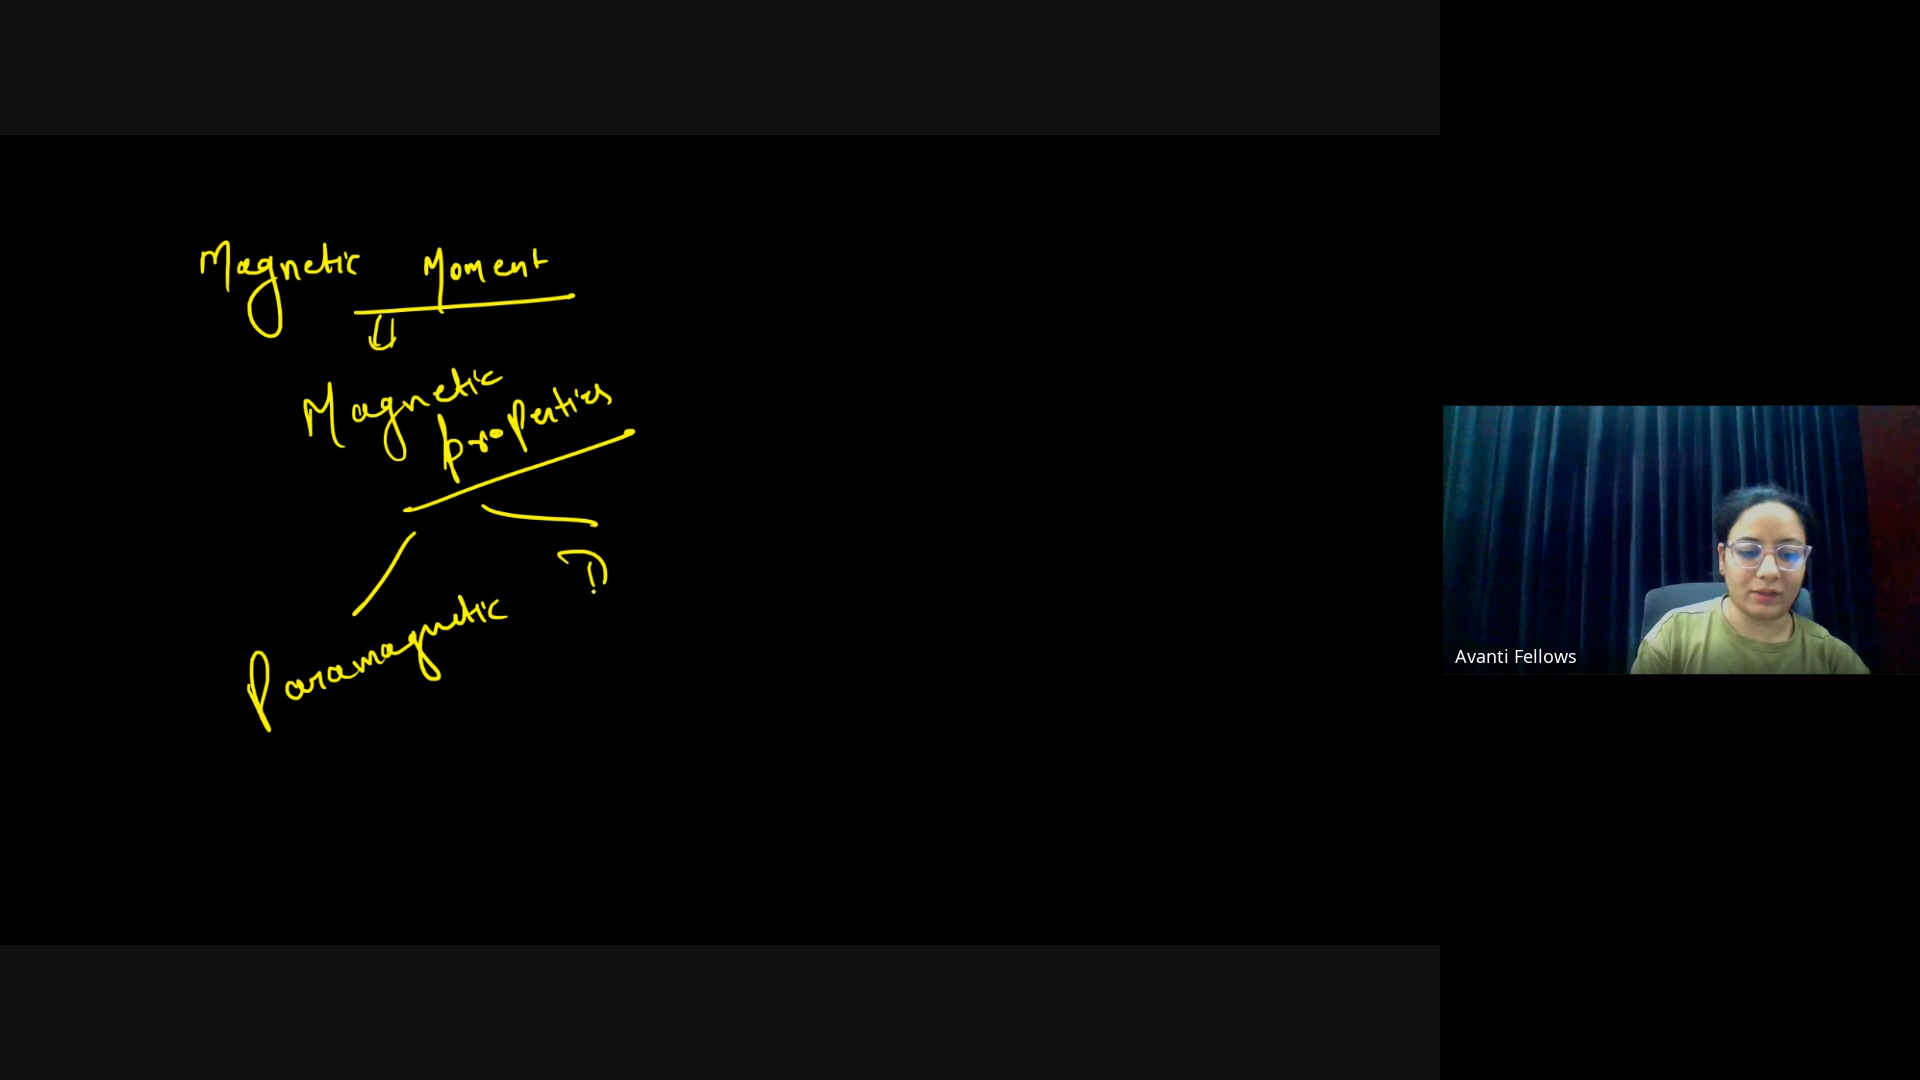 Magnetic Moment
Magnetic
properties
Paramagnetic
D
Avanti Fellows